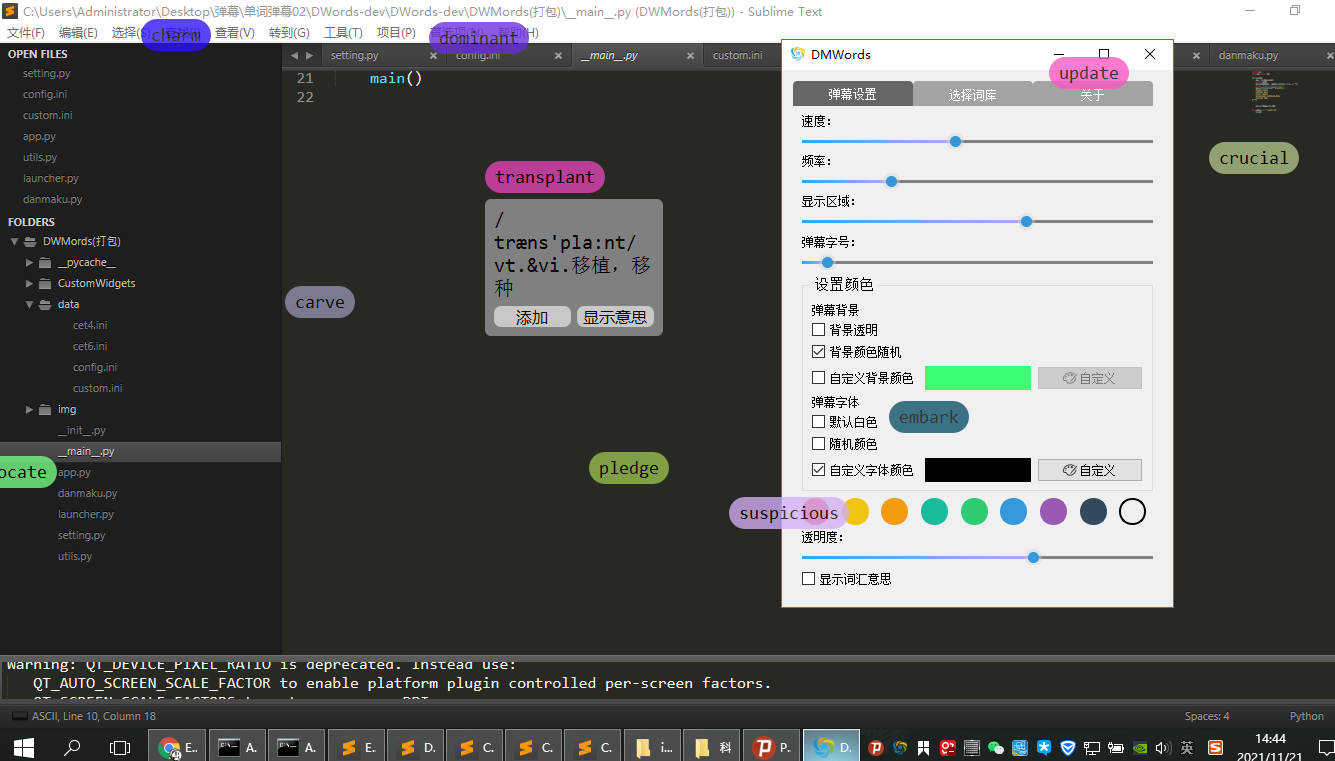 C:\Users\Administrator\Desktop\弹幕\单词弹幕02\DWords-dev\DWords-dev\DWMords(打包)\__main__.py (DWMords(打包)) - Sublime Text
文件(F) 编辑(E) 选择(S) 查看(V) 转到(G) 工具(T) 项目(P) 帮助(H)
charm
dominant
OPEN FILES
setting.py
config.ini
custom.ini
app.py
utils.py
launcher.py
danmaku.py
FOLDERS
DWMords(打包)
__pycache__
CustomWidgets
data
cet4.ini
cet6.ini
config.ini
custom.ini
img
__init__.py
__main__.py
app.py
danmaku.py
launcher.py
setting.py
utils.py
ocate
setting.py config.ini __main__.py custom.ini danmaku.py
21 main()
22
transplant
/
træns'pla:nt/
vt.&vi.移植, 移
种
添加 显示意思
carve
pledge
suspicious
embark
update
crucial
DMWords
弹幕设置 选择词库 关于
速度:
频率:
显示区域:
弹幕字号:
设置颜色
弹幕背景
背景透明
背景颜色随机
自定义背景颜色 自定义
弹幕字体
默认白色
随机颜色
自定义字体颜色 自定义
透明度:
显示词汇意思
Warning: QT_DEVICE_PIXEL_RATIO is deprecated. Instead use:
QT_AUTO_SCREEN_SCALE_FACTOR to enable platform plugin controlled per-screen factors.
ASCII, Line 10, Column 18 Spaces: 4 Python
E.. A. A. E. D. C. C. C. i... 科 P. D. 英 14:44
2021/11/21